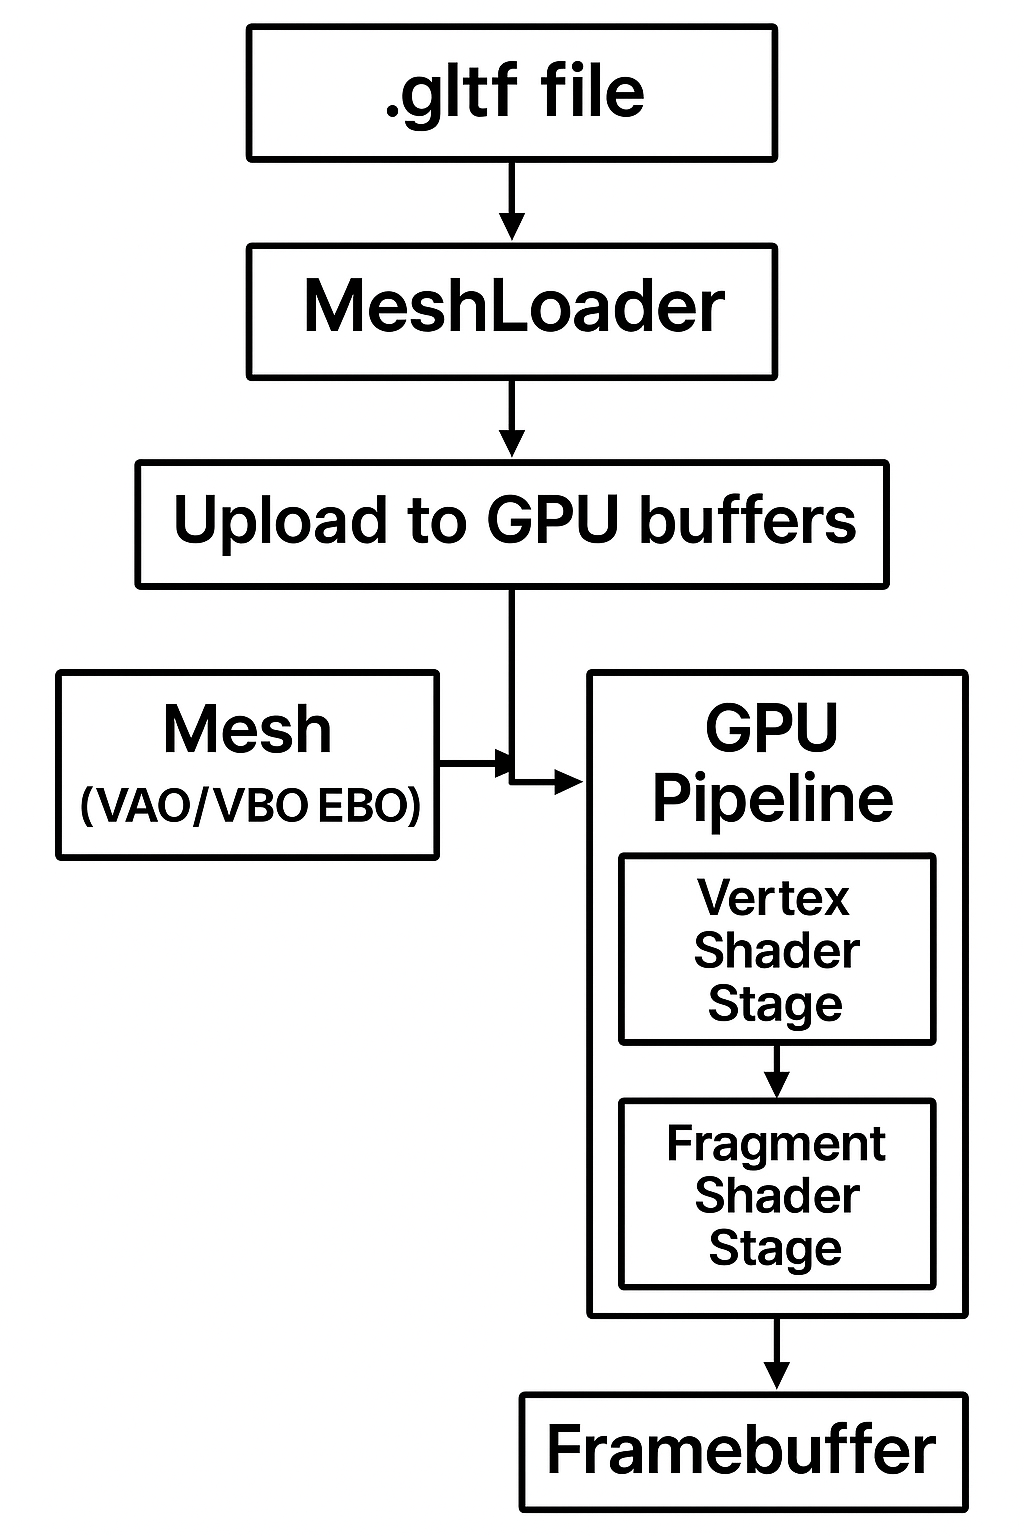 .gltf file
MeshLoader
Upload to GPU buffers
Mesh
(VAO/VBO EBO)
GPU
Pipeline
Vertex
Shader
Stage
Fragment
Shader
Stage
Framebuffer